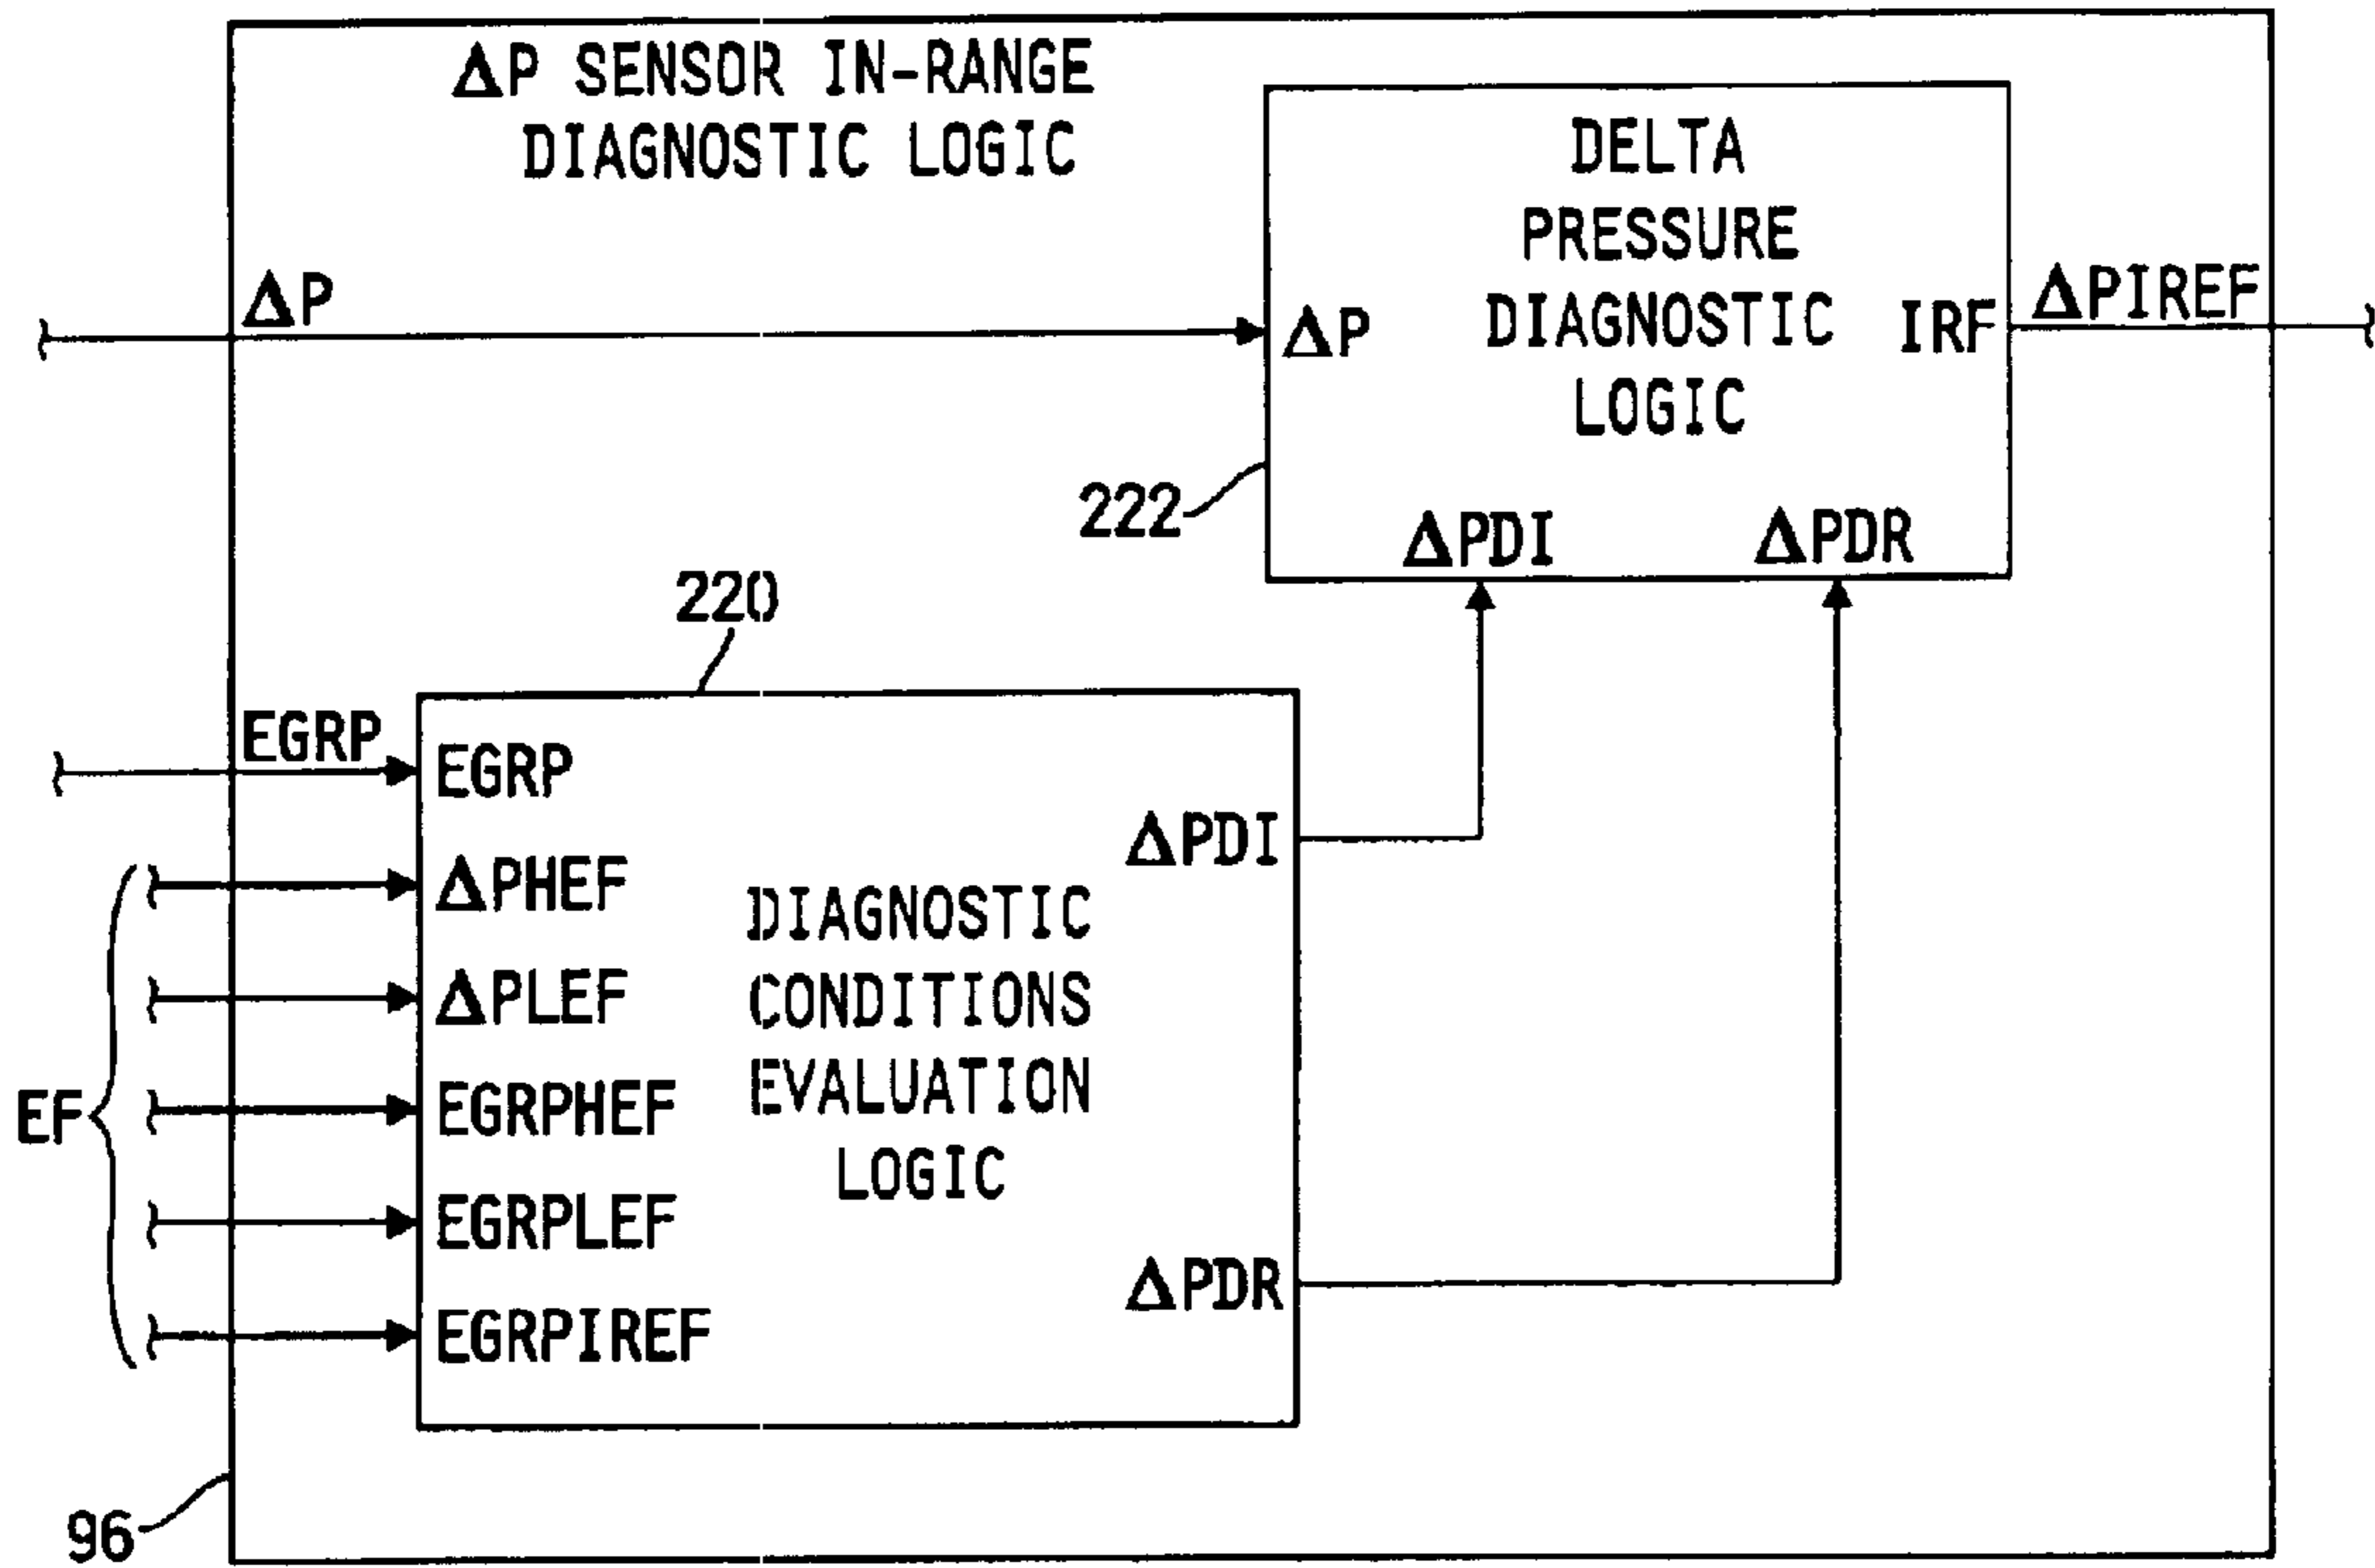 ΔP SENSOR IN-RANGE
DIAGNOSTIC LOGIC
DELTA
PRESSURE
DIAGNOSTIC
LOGIC
ΔP
ΔP
IRF
ΔPIREF
222
ΔPDI
ΔPDR
220
EGRP
EGRP
ΔPHEF
ΔPLEF
EGRPHEF
EGRPLEF
EGRPIREF
EF
DIAGNOSTIC
CONDITIONS
EVALUATION
LOGIC
ΔPDI
ΔPDR
96